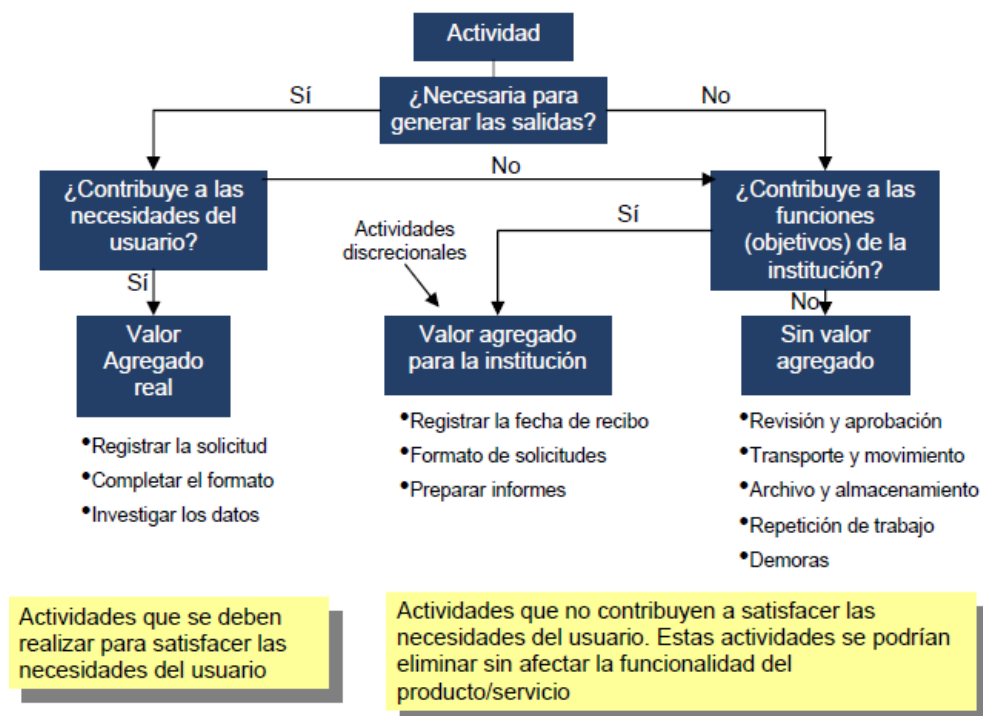 Actividad
¿Necesaria para
generar las salidas?
Sí
No
¿Contribuye a las
necesidades del
usuario?
No
¿Contribuye a las
funciones
(objetivos) de la
institución?
Sí
Actividades
discrecionales
Sí
No
Valor
Agregado
real
Valor agregado
para la institución
Sin valor
agregado
•Registrar la solicitud
•Completar el formato
•Investigar los datos
•Registrar la fecha de recibo
•Formato de solicitudes
•Preparar informes
•Revisión y aprobación
•Transporte y movimiento
•Archivo y almacenamiento
•Repetición de trabajo
•Demoras
Actividades que se deben
realizar para satisfacer las
necesidades del usuario
Actividades que no contribuyen a satisfacer las
necesidades del usuario. Estas actividades se podrían
eliminar sin afectar la funcionalidad del
producto/servicio